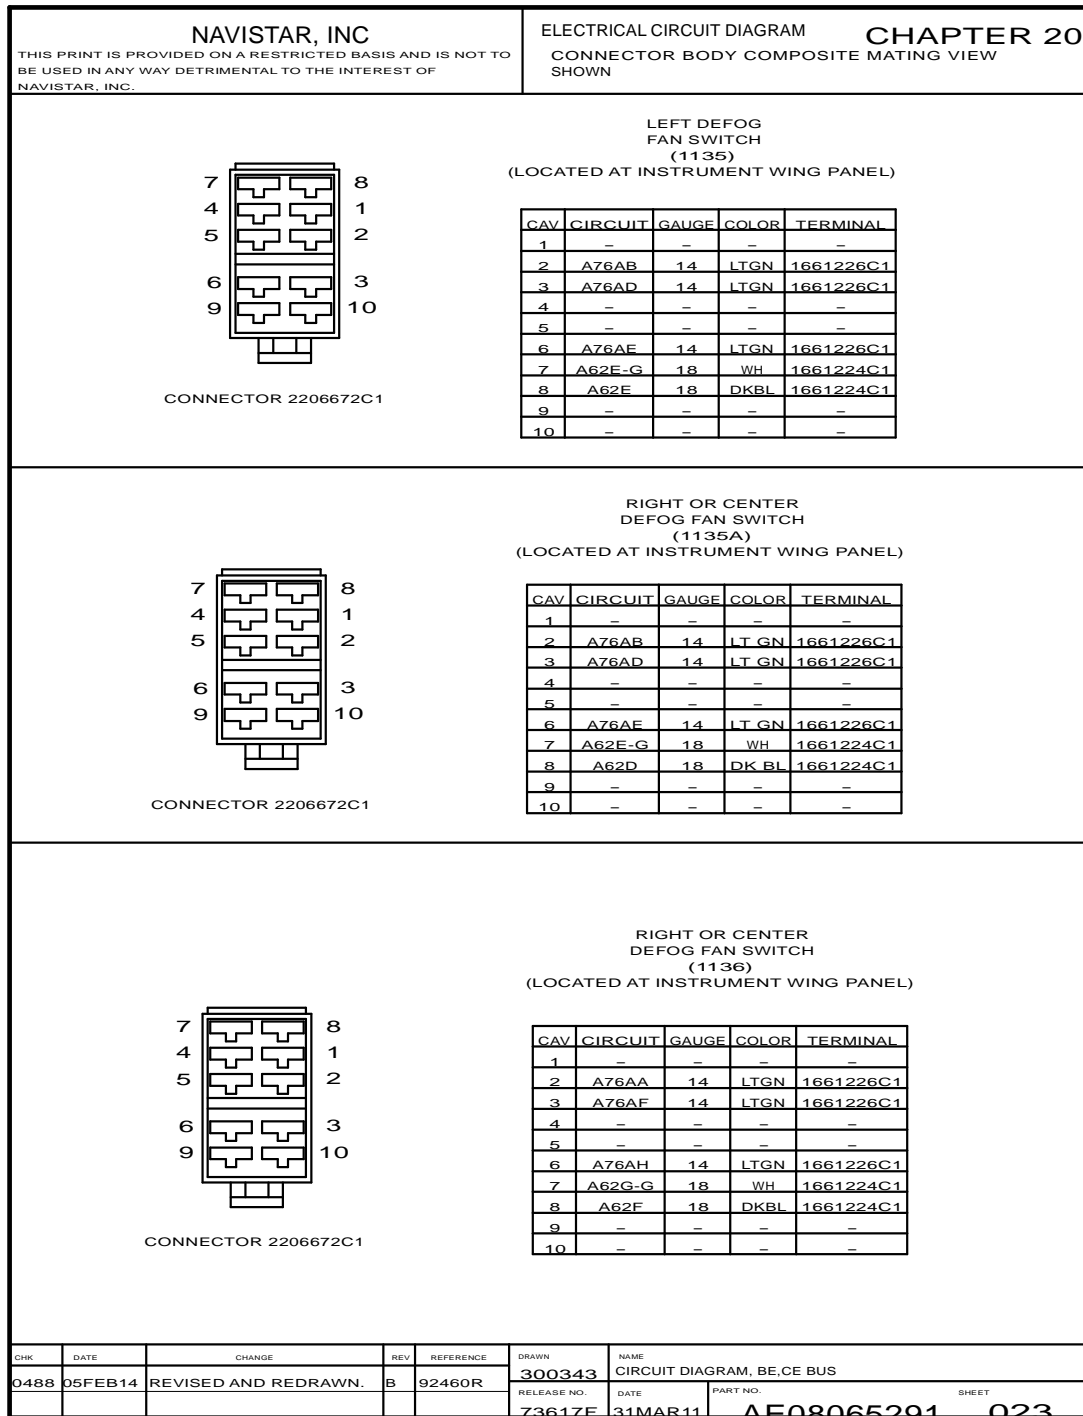 NAVISTAR, INC
THIS PRINT IS PROVIDED ON A RESTRICTED BASIS AND IS NOT TO
BE USED IN ANY WAY DETRIMENTAL TO THE INTEREST OF
NAVISTAR, INC.
ELECTRICAL CIRCUIT DIAGRAM CHAPTER 20
CONNECTOR BODY COMPOSITE MATING VIEW
SHOWN
LEFT DEFOG
FAN SWITCH
(1135)
(LOCATED AT INSTRUMENT WING PANEL)
7 8
4 1
5 2
6 3
9 10
CONNECTOR 2206672C1
CAV CIRCUIT GAUGE COLOR TERMINAL
1 – – – –
2 A76AB 14 LTGN 1661226C1
3 A76AD 14 LTGN 1661226C1
4 – – – –
5 – – – –
6 A76AE 14 LTGN 1661226C1
7 A62E-G 18 WH 1661224C1
8 A62E 18 DKBL 1661224C1
9 – – – –
10 – – – –
RIGHT OR CENTER
DEFOG FAN SWITCH
(1135A)
(LOCATED AT INSTRUMENT WING PANEL)
7 8
4 1
5 2
6 3
9 10
CONNECTOR 2206672C1
CAV CIRCUIT GAUGE COLOR TERMINAL
1 – – – –
2 A76AB 14 LT GN 1661226C1
3 A76AD 14 LT GN 1661226C1
4 – – – –
5 – – – –
6 A76AE 14 LT GN 1661226C1
7 A62E-G 18 WH 1661224C1
8 A62D 18 DK BL 1661224C1
9 – – – –
10 – – – –
RIGHT OR CENTER
DEFOG FAN SWITCH
(1136)
(LOCATED AT INSTRUMENT WING PANEL)
7 8
4 1
5 2
6 3
9 10
CONNECTOR 2206672C1
CAV CIRCUIT GAUGE COLOR TERMINAL
1 – – – –
2 A76AA 14 LTGN 1661226C1
3 A76AF 14 LTGN 1661226C1
4 – – – –
5 – – – –
6 A76AH 14 LTGN 1661226C1
7 A62G-G 18 WH 1661224C1
8 A62F 18 DKBL 1661224C1
9 – – – –
10 – – – –
CHK DATE CHANGE REV REFERENCE
0488 05FEB14 REVISED AND REDRAWN. B 92460R
DRAWN NAME
300343 CIRCUIT DIAGRAM, BE,CE BUS
RELEASE NO. DATE PART NO. SHEET
73617E 31MAR11 AE08065291 023